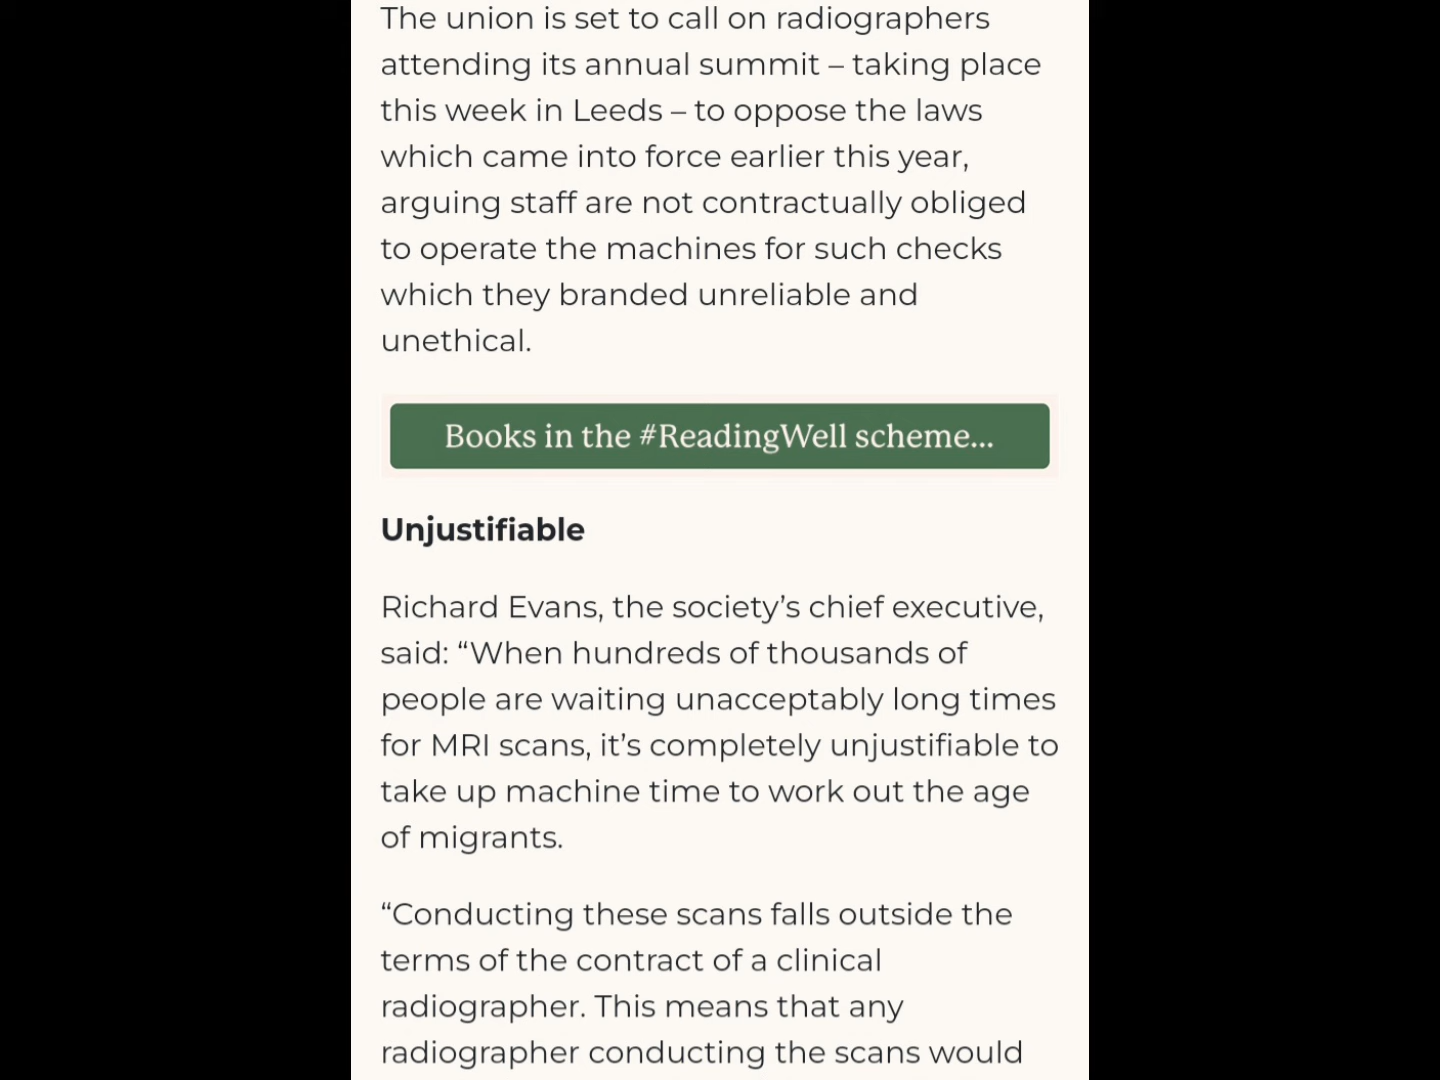 The union is set to call on radiographers
attending its annual summit – taking place
this week in Leeds – to oppose the laws
which came into force earlier this year,
arguing staff are not contractually obliged
to operate the machines for such checks
which they branded unreliable and
unethical.
Books in the #ReadingWell scheme...
Unjustifiable
Richard Evans, the society’s chief executive,
said: “When hundreds of thousands of
people are waiting unacceptably long times
for MRI scans, it’s completely unjustifiable to
take up machine time to work out the age
of migrants.
“Conducting these scans falls outside the
terms of the contract of a clinical
radiographer. This means that any
radiographer conducting the scans would